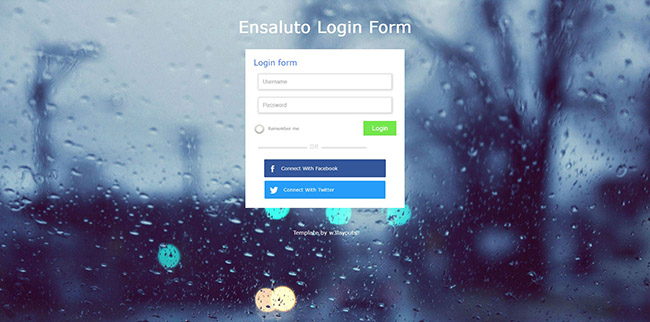 Ensaluto Login Form
Login form
Username
Password
Remember me
Login
OR
f Connect With Facebook
Connect With Twitter
Template by w3layouts